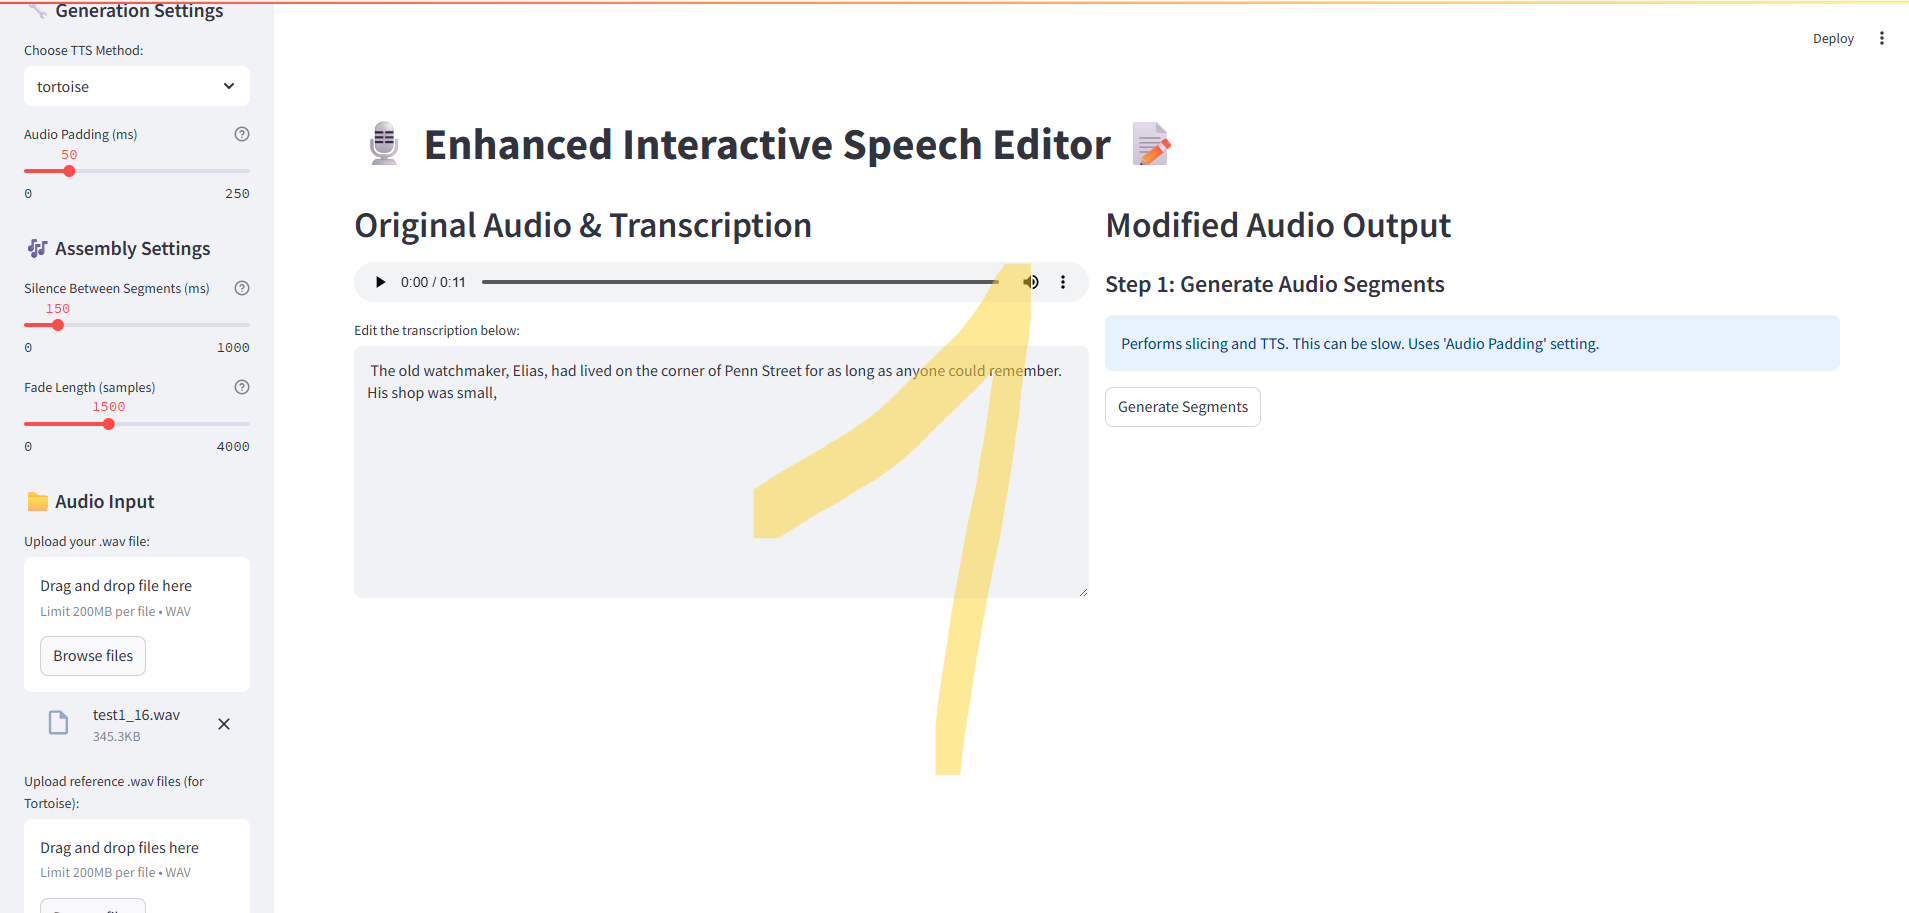 Generation Settings
Choose TTS Method:
tortoise
Audio Padding (ms)
50
0 250
Assembly Settings
Silence Between Segments (ms)
150
0 1000
Fade Length (samples)
1500
0 4000
Audio Input
Upload your .wav file:
Drag and drop file here
Limit 200MB per file • WAV
Browse files
test1_16.wav
345.3KB
Upload reference .wav files (for
Tortoise):
Drag and drop files here
Limit 200MB per file • WAV
Deploy
Enhanced Interactive Speech Editor
Original Audio & Transcription
0:00 / 0:11
Edit the transcription below:
The old watchmaker, Elias, had lived on the corner of Penn Street for as long as anyone could remember.
His shop was small,
1
Modified Audio Output
Step 1: Generate Audio Segments
Performs slicing and TTS. This can be slow. Uses 'Audio Padding' setting.
Generate Segments